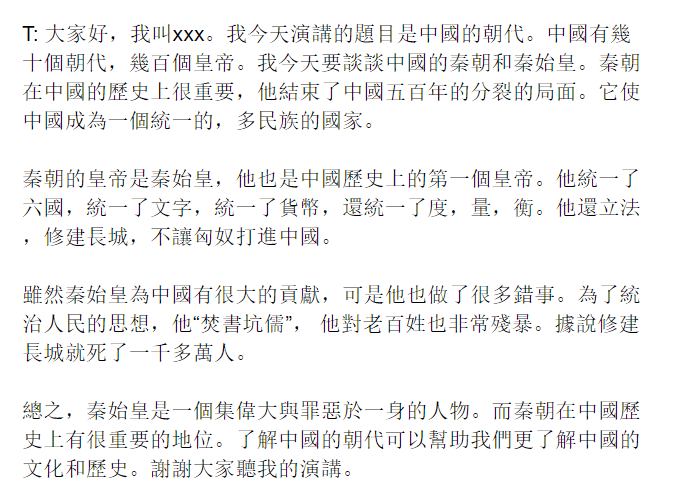 T: 大家好，我叫xxx。我今天演講的題目是中國的朝代。中國有幾
十個朝代，幾百個皇帝。我今天要談談中國的秦朝和秦始皇。秦朝
在中國的歷史上很重要，他結束了中國五百年的分裂的局面。它使
中國成為一個統一的，多民族的國家。
秦朝的皇帝是秦始皇，他也是中國歷史上的第一個皇帝。他統一了
六國，統一了文字，統一了貨幣，還統一了度，量，衡。他還立法
，修建長城，不讓匈奴打進中國。
雖然秦始皇為中國有很大的貢獻，可是他也做了很多錯事。為了統
治人民的思想，他“焚書坑儒”， 他對老百姓也非常殘暴。據說修建
長城就死了一千多萬人。
總之，秦始皇是一個集偉大與罪惡於一身的人物。而秦朝在中國歷
史上有很重要的地位。了解中國的朝代可以幫助我們更了解中國的
文化和歷史。謝謝大家聽我的演講。